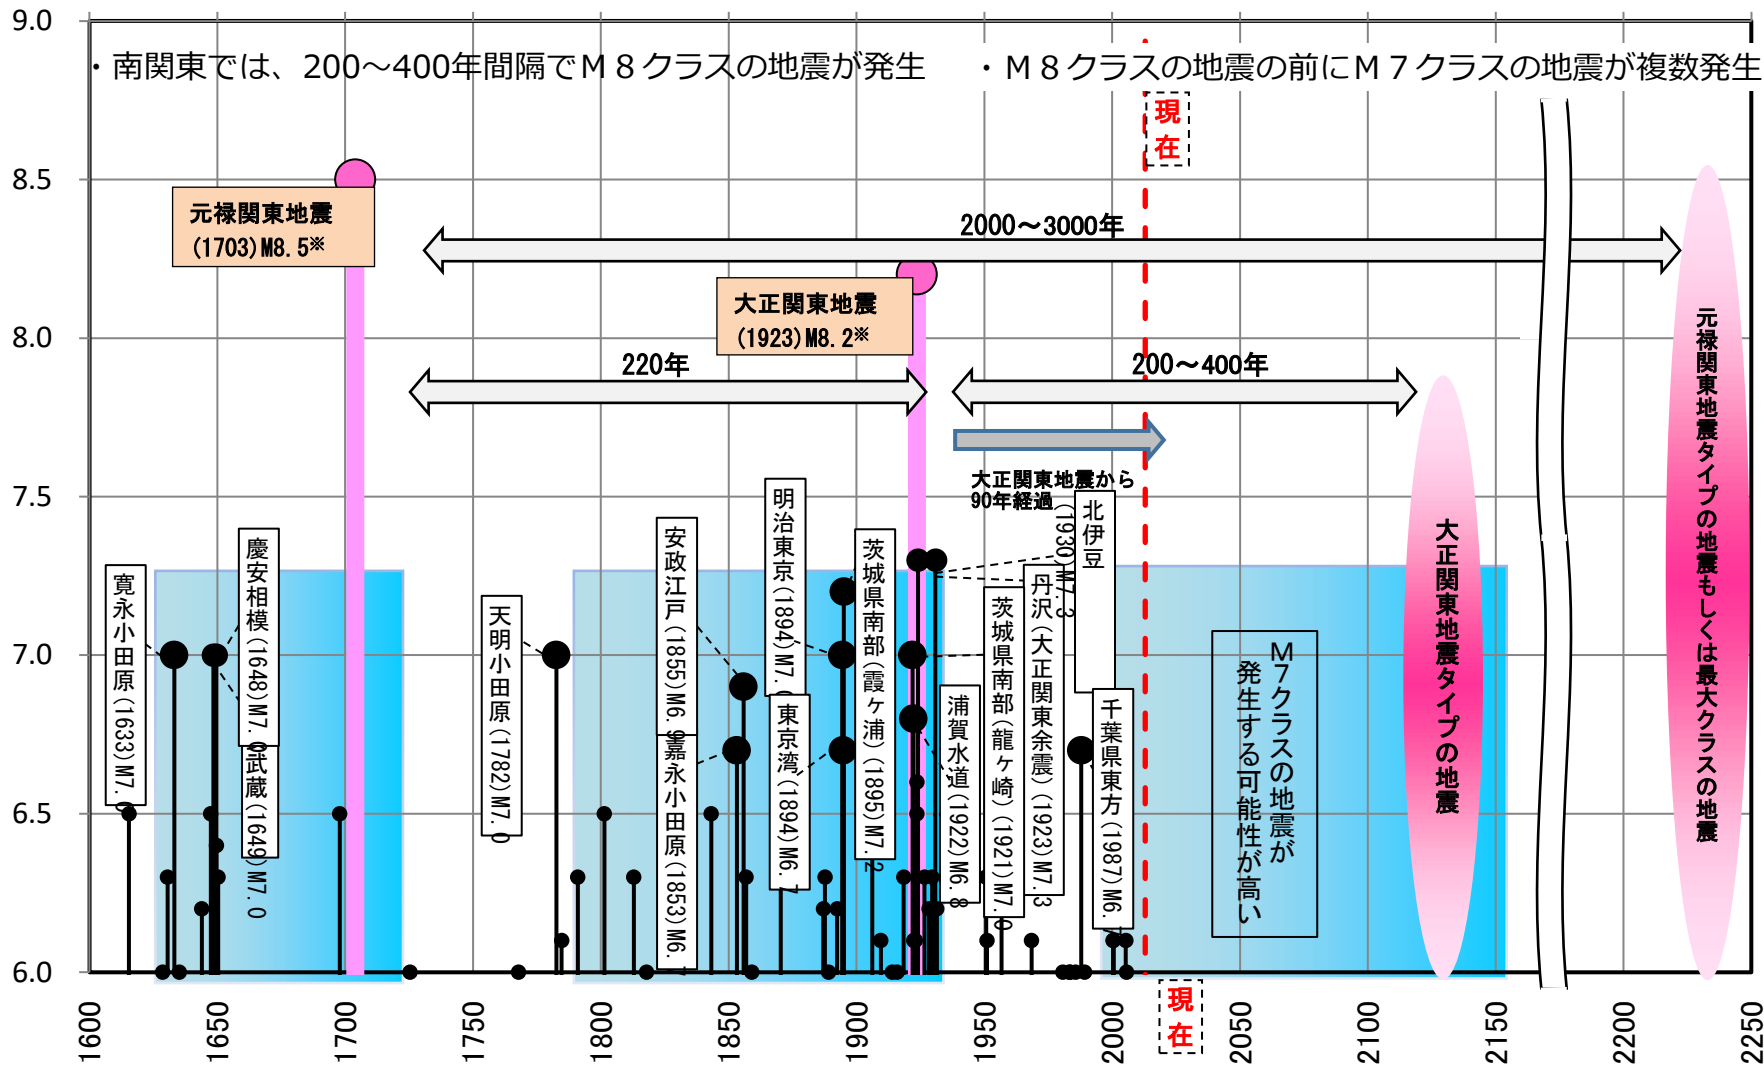 ・南関東では、200～400年間隔でＭ８クラスの地震が発生
・Ｍ８クラスの地震の前にＭ７クラスの地震が複数発生
現在
元禄関東地震
(1703)M8.5※
2000～3000年
大正関東地震
(1923)M8.2※
220年
200～400年
大正関東地震から
90年経過
寛永小田原(1633)M7.0
慶安相模(1648)M7.0
武蔵(1649)M7.0
天明小田原(1782)M7.0
安政江戸(1855)M6.9
嘉永小田原(1853)M6.7
明治東京(1894)M7.0
東京湾(1894)M6.7
茨城県南部(霞ヶ浦)(1895)M7.2
浦賀水道(1922)M6.8
茨城県南部(龍ヶ崎)(1921)M7.0
丹沢(大正関東余震)(1923)M7.3
北伊豆
(1930)M7.3
千葉県東方(1987)M6.7
Ｍ７クラスの地震が
発生する可能性が高い
大正関東地震タイプの地震
元禄関東地震タイプの地震もしくは最大クラスの地震
現在
9.0
8.5
8.0
7.5
7.0
6.5
6.0
1600
1650
1700
1750
1800
1850
1900
1950
2000
2050
2100
2150
2200
2250